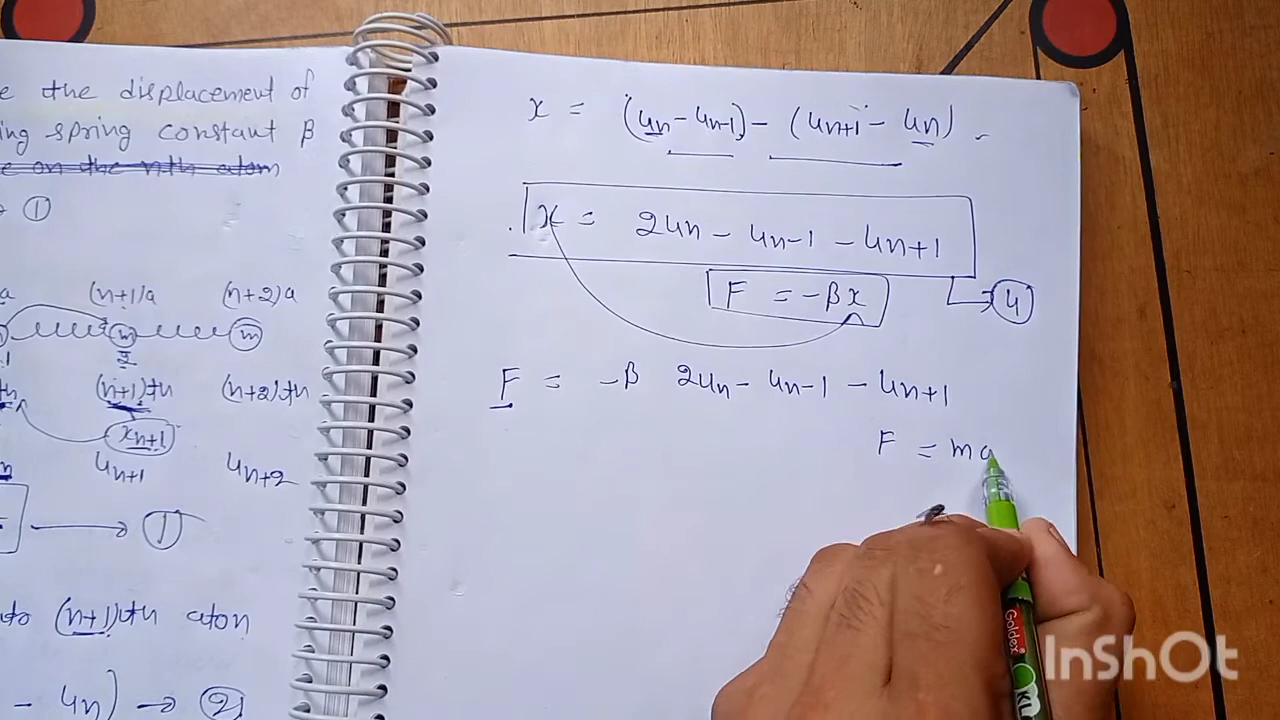 e the displacement of
ing spring constant β
e on the nth atom
①
a (n+1)a (n+2)a
m m
2
(n+1)th (n+2)th
xn+1
un+1 un+2
→ ①
to (n+1)th atom
- un) → ②
x = (un - un-1) - (un+1 - un)
x = 2un - un-1 - un+1
F = -βx
④
F = -β 2un - un-1 - un+1
F = ma
Goldex
KL
InShOt